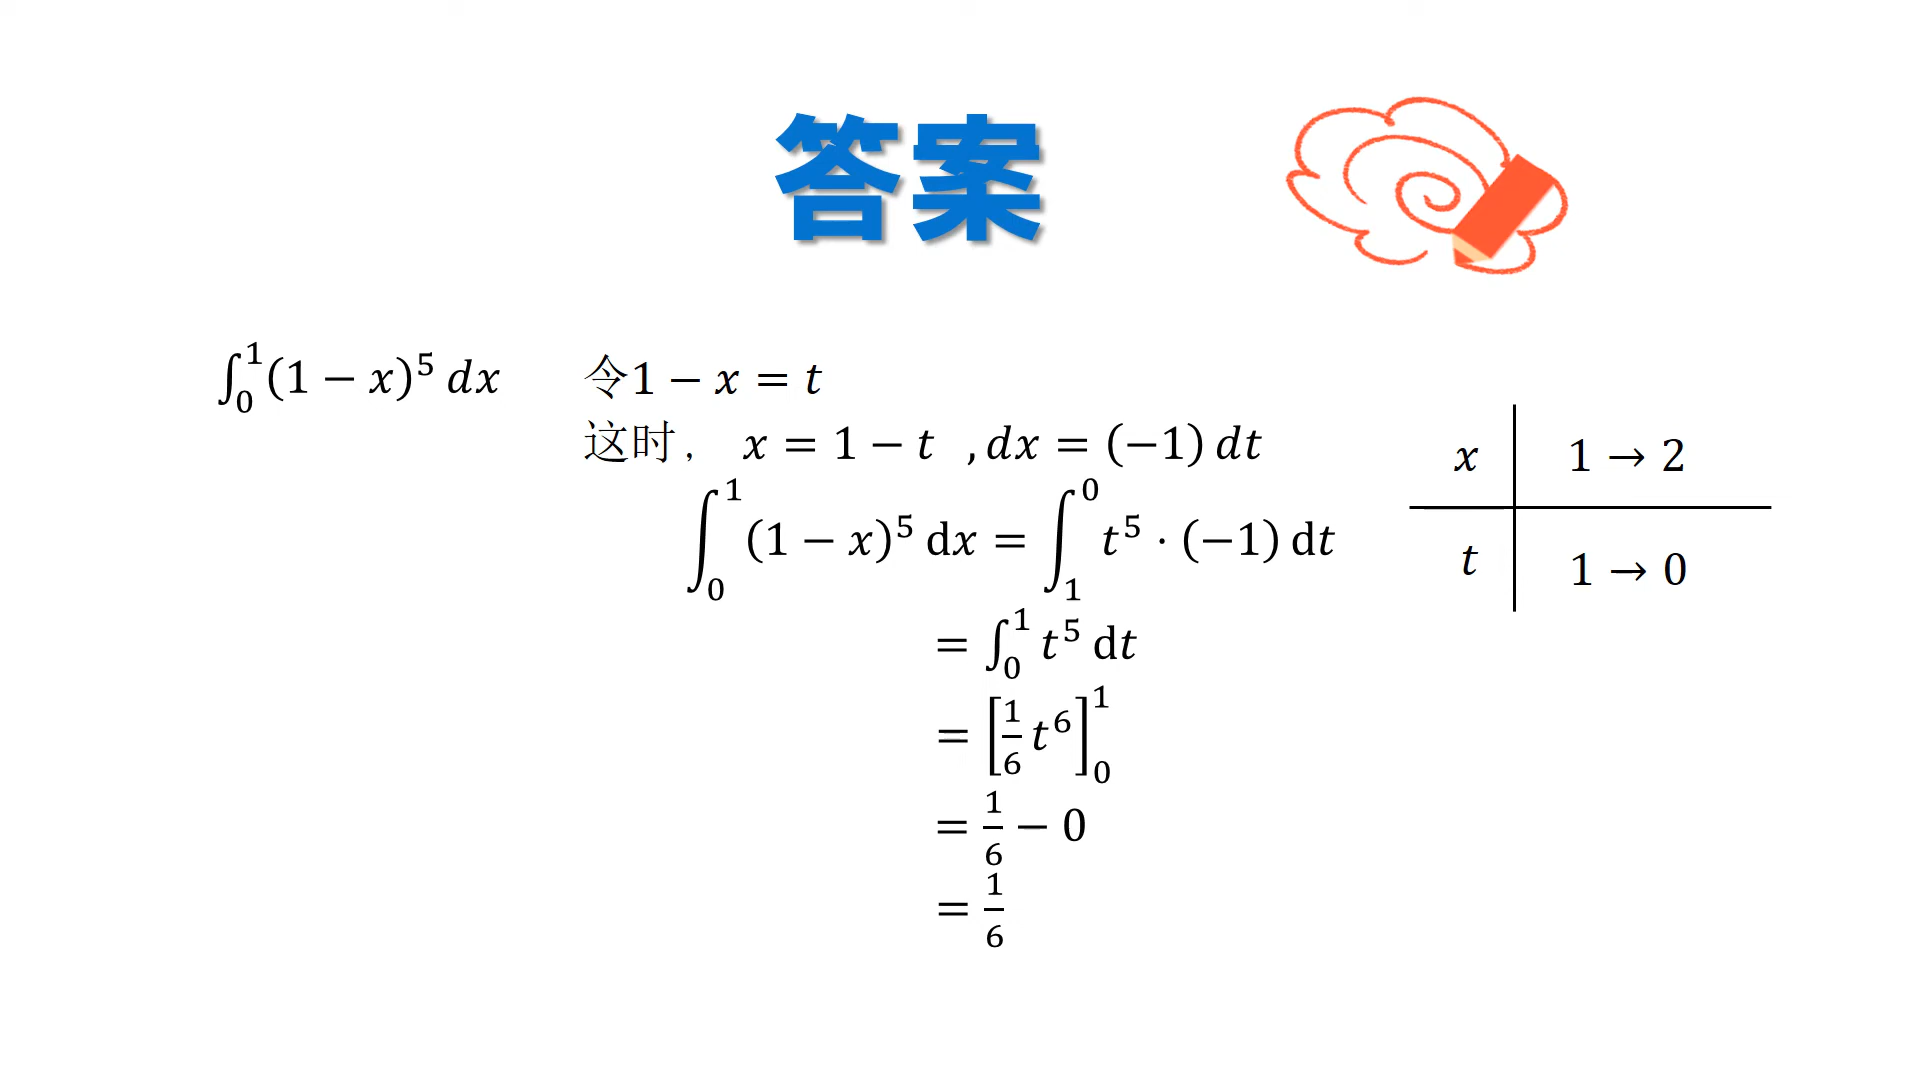 答案
∫₀¹(1 − x)⁵ dx
令1 − x = t
这时， x = 1 − t , dx = (−1) dt
∫₀¹ (1 − x)⁵ dx = ∫₁⁰ t⁵ · (−1) dt
= ∫₀¹ t⁵ dt
= [1/6 t⁶]₀¹
= 1/6 − 0
= 1/6
x 1 → 2
t 1 → 0